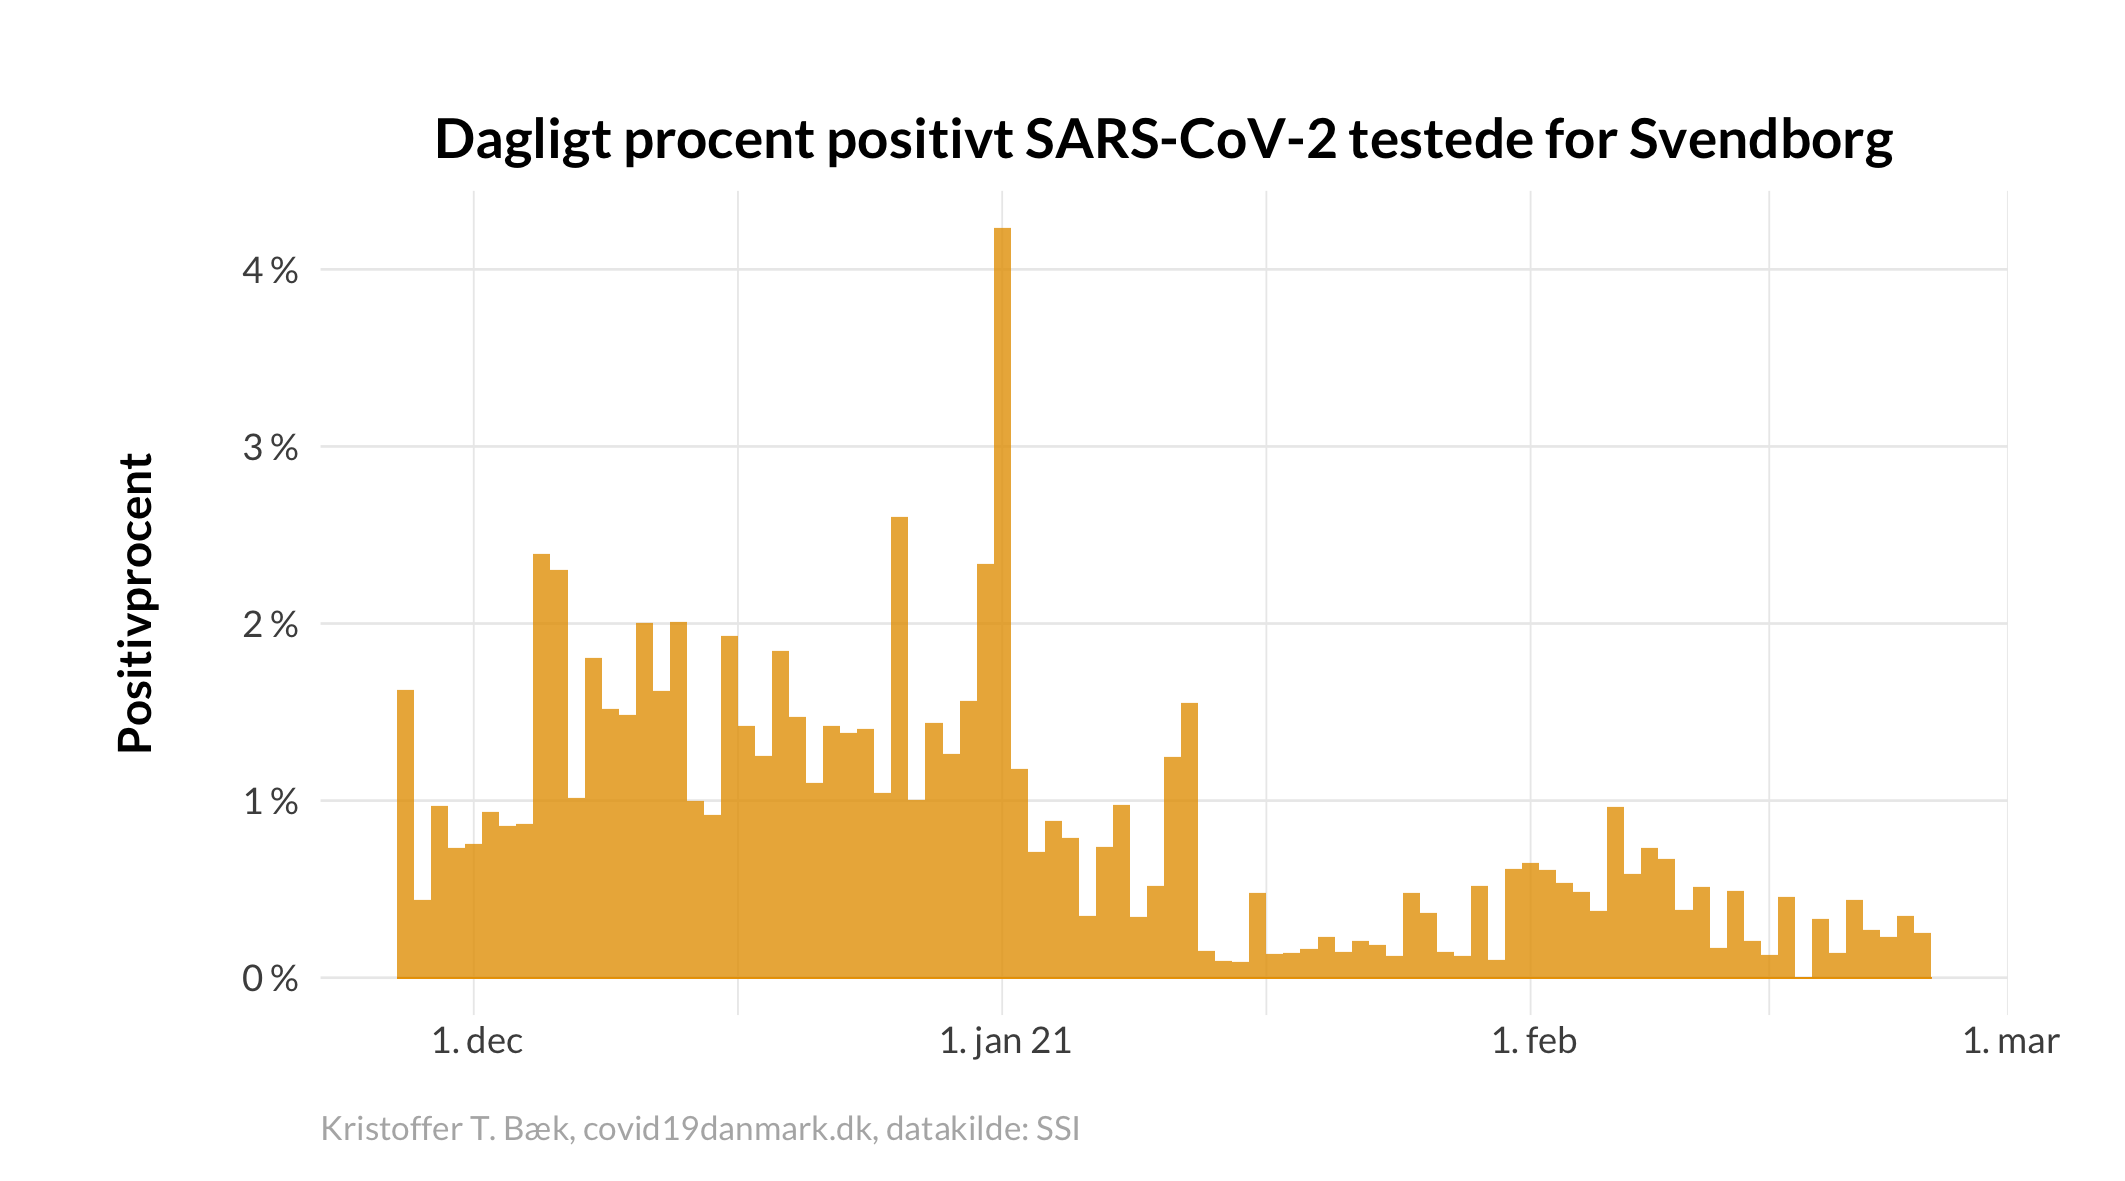 Dagligt procent positivt SARS-CoV-2 testede for Svendborg
Positivprocent
4 %
3 %
2 %
1 %
0 %
1. dec
1. jan 21
1. feb
1. mar
Kristoffer T. Bæk, covid19danmark.dk, datakilde: SSI